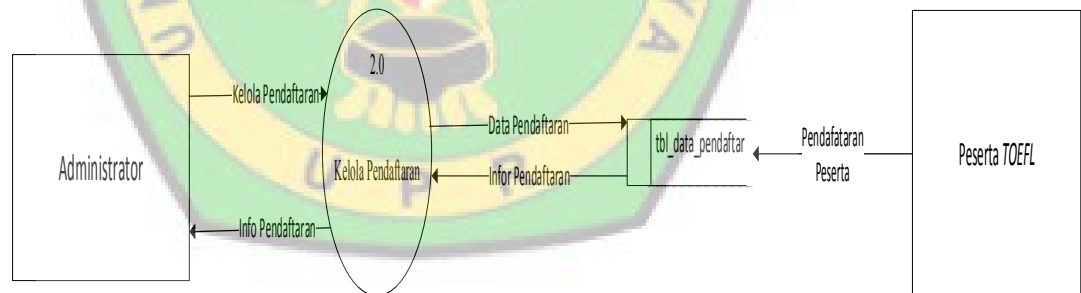 2.0
Kelola Pendaftaran
Data Pendaftaran
tbl_data_pendaftar
Pendafataran
Peserta
Peserta TOEFL
Administrator
Kelola Pendaftaran
Infor Pendaftaran
Info Pendaftaran
U P P